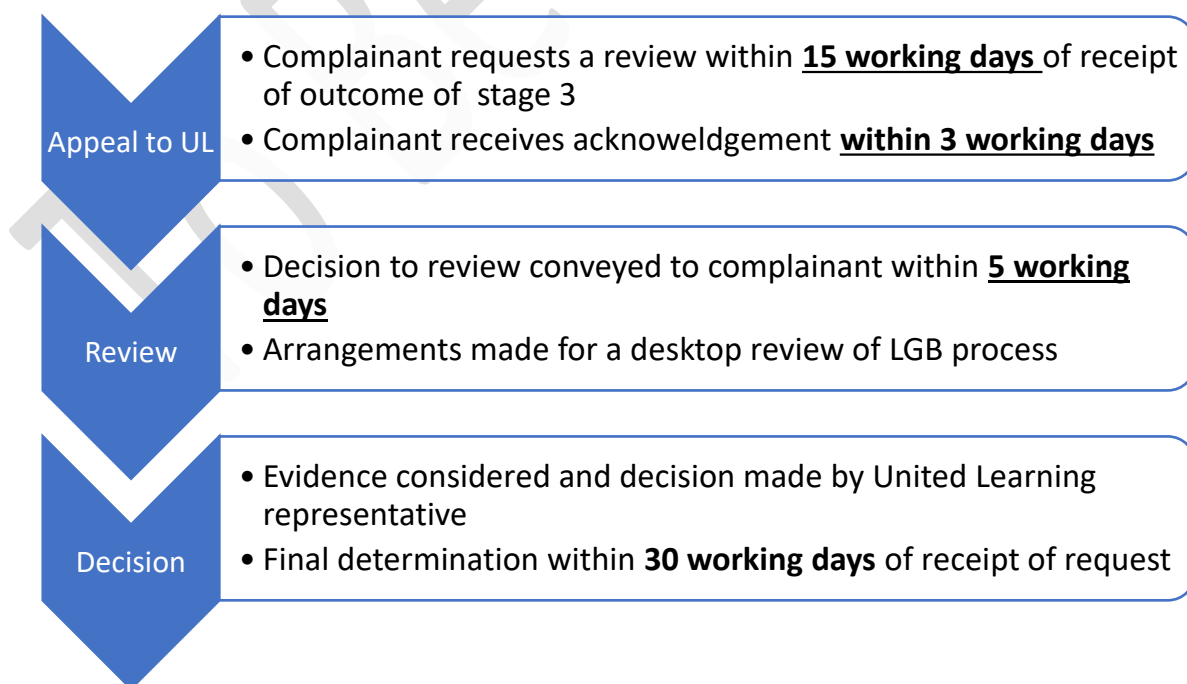 Appeal to UL
• Complainant requests a review within 15 working days of receipt
of outcome of  stage 3
• Complainant receives acknoweldgement within 3 working days
Review
• Decision to review conveyed to complainant within 5 working
days
• Arrangements made for a desktop review of LGB process
Decision
• Evidence considered and decision made by United Learning
representative
• Final determination within 30 working days of receipt of request